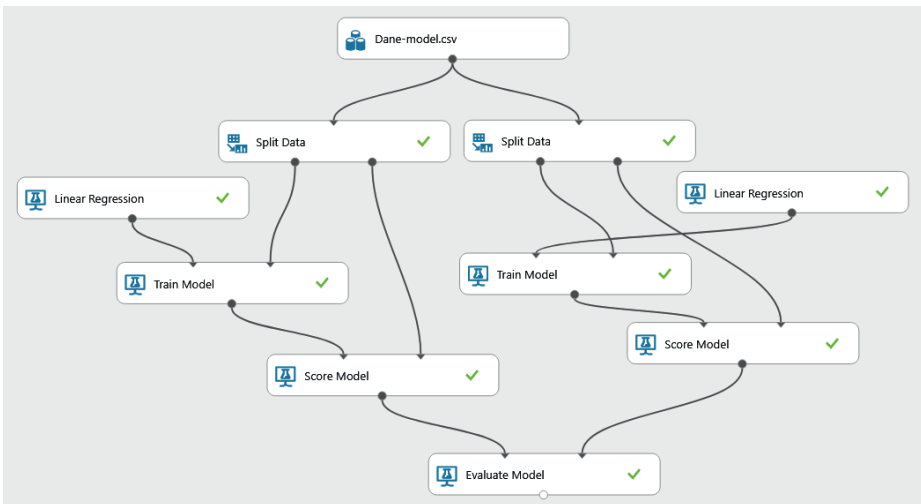 Dane-model.csv
Split Data
Split Data
Linear Regression
Linear Regression
Train Model
Train Model
Score Model
Score Model
Evaluate Model